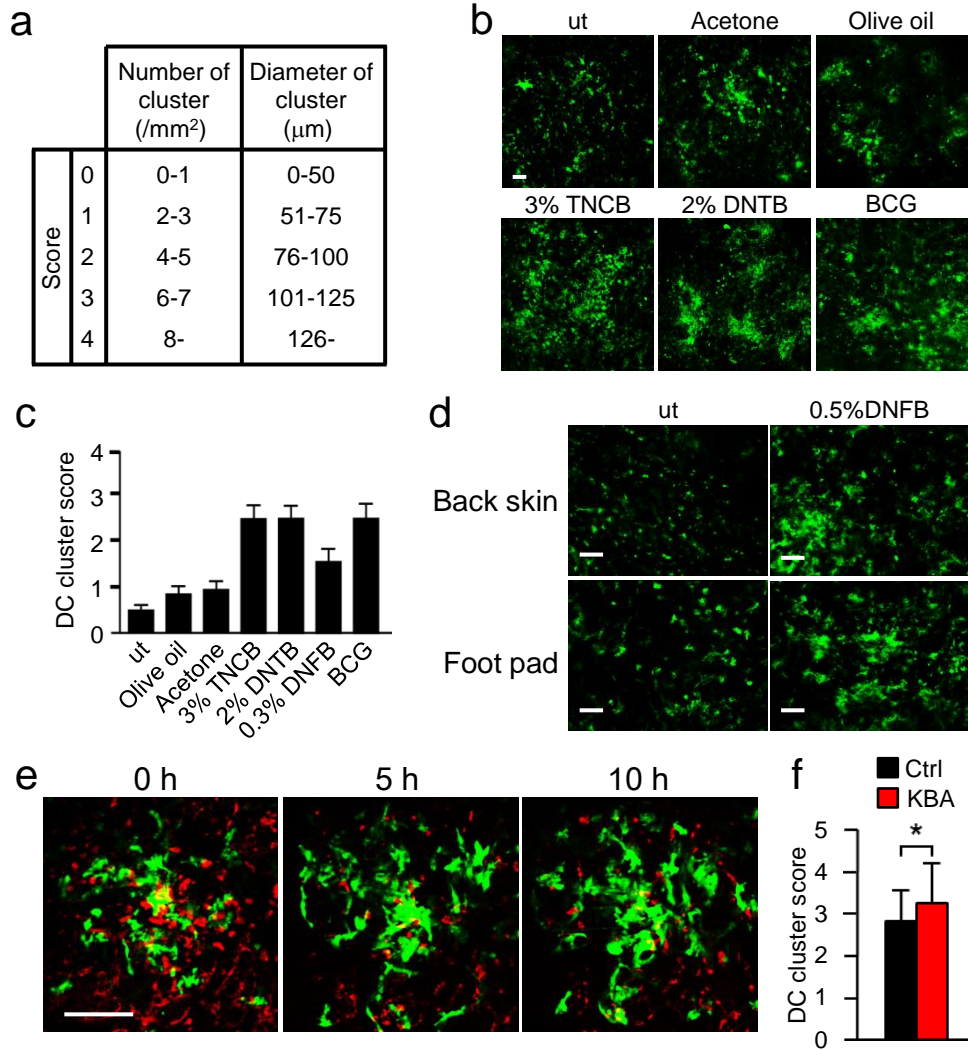 a
Number of cluster (/mm²) Diameter of cluster (μm)
Score
0 0-1 0-50
1 2-3 51-75
2 4-5 76-100
3 6-7 101-125
4 8- 126-
b
ut Acetone Olive oil
3% TNCB 2% DNTB BCG
c
DC cluster score
4
3
2
1
0
ut Olive oil Acetone 3% TNCB 2% DNTB 0.3% DNFB BCG
d
ut 0.5%DNFB
Back skin
Foot pad
e
0 h 5 h 10 h
f
Ctrl
KBA
DC cluster score
5
4
3
2
1
0
*